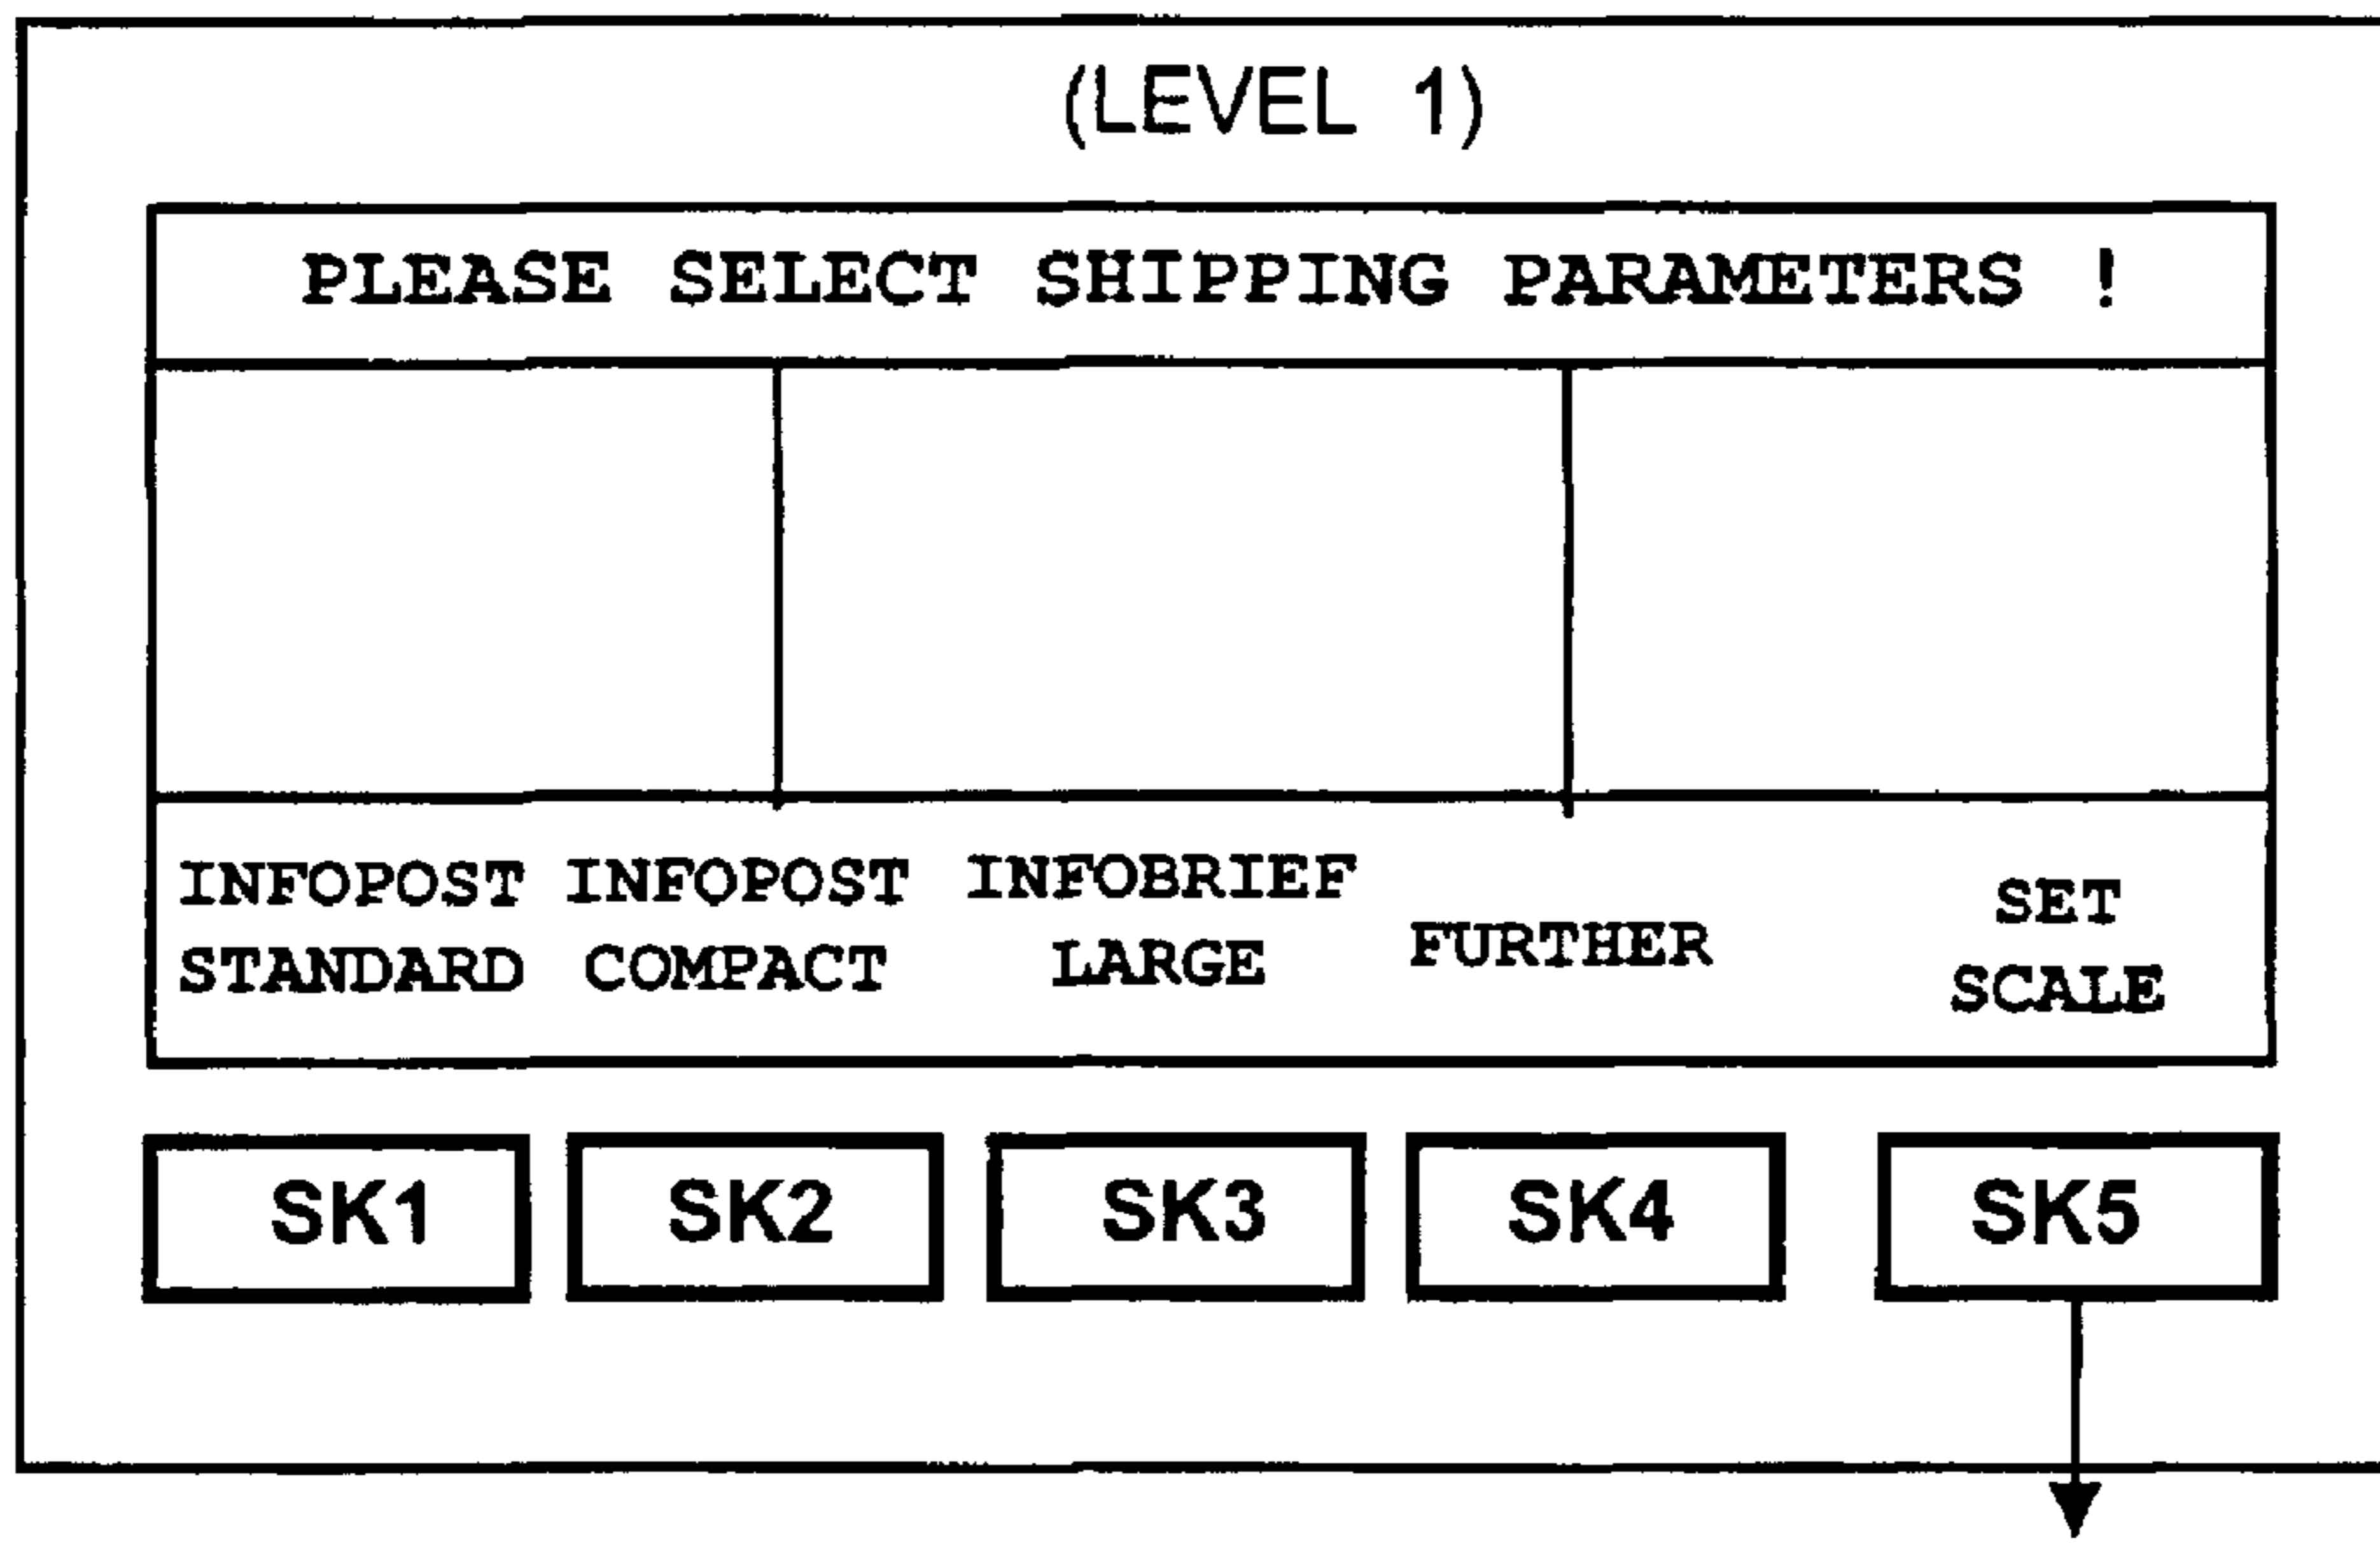 (LEVEL 1)
PLEASE SELECT SHIPPING PARAMETERS !
INFOPOST INFOPOST INFOBRIEF SET
STANDARD COMPACT LARGE FURTHER SCALE
SK1 SK2 SK3 SK4 SK5